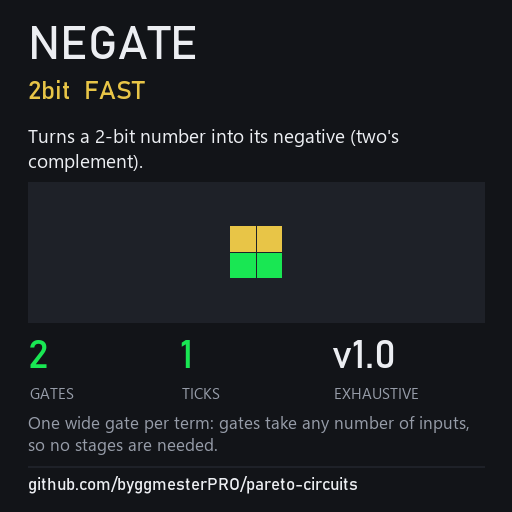 NEGATE
2bit FAST
Turns a 2-bit number into its negative (two's
complement).
2
1
v1.0
GATES
TICKS
EXHAUSTIVE
One wide gate per term: gates take any number of inputs,
so no stages are needed.
github.com/byggmesterPRO/pareto-circuits